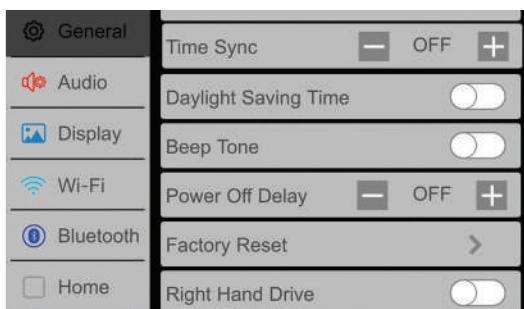 General
Audio
Display
Wi-Fi
Bluetooth
Home
Time Sync OFF
Daylight Saving Time
Beep Tone
Power Off Delay OFF
Factory Reset
Right Hand Drive